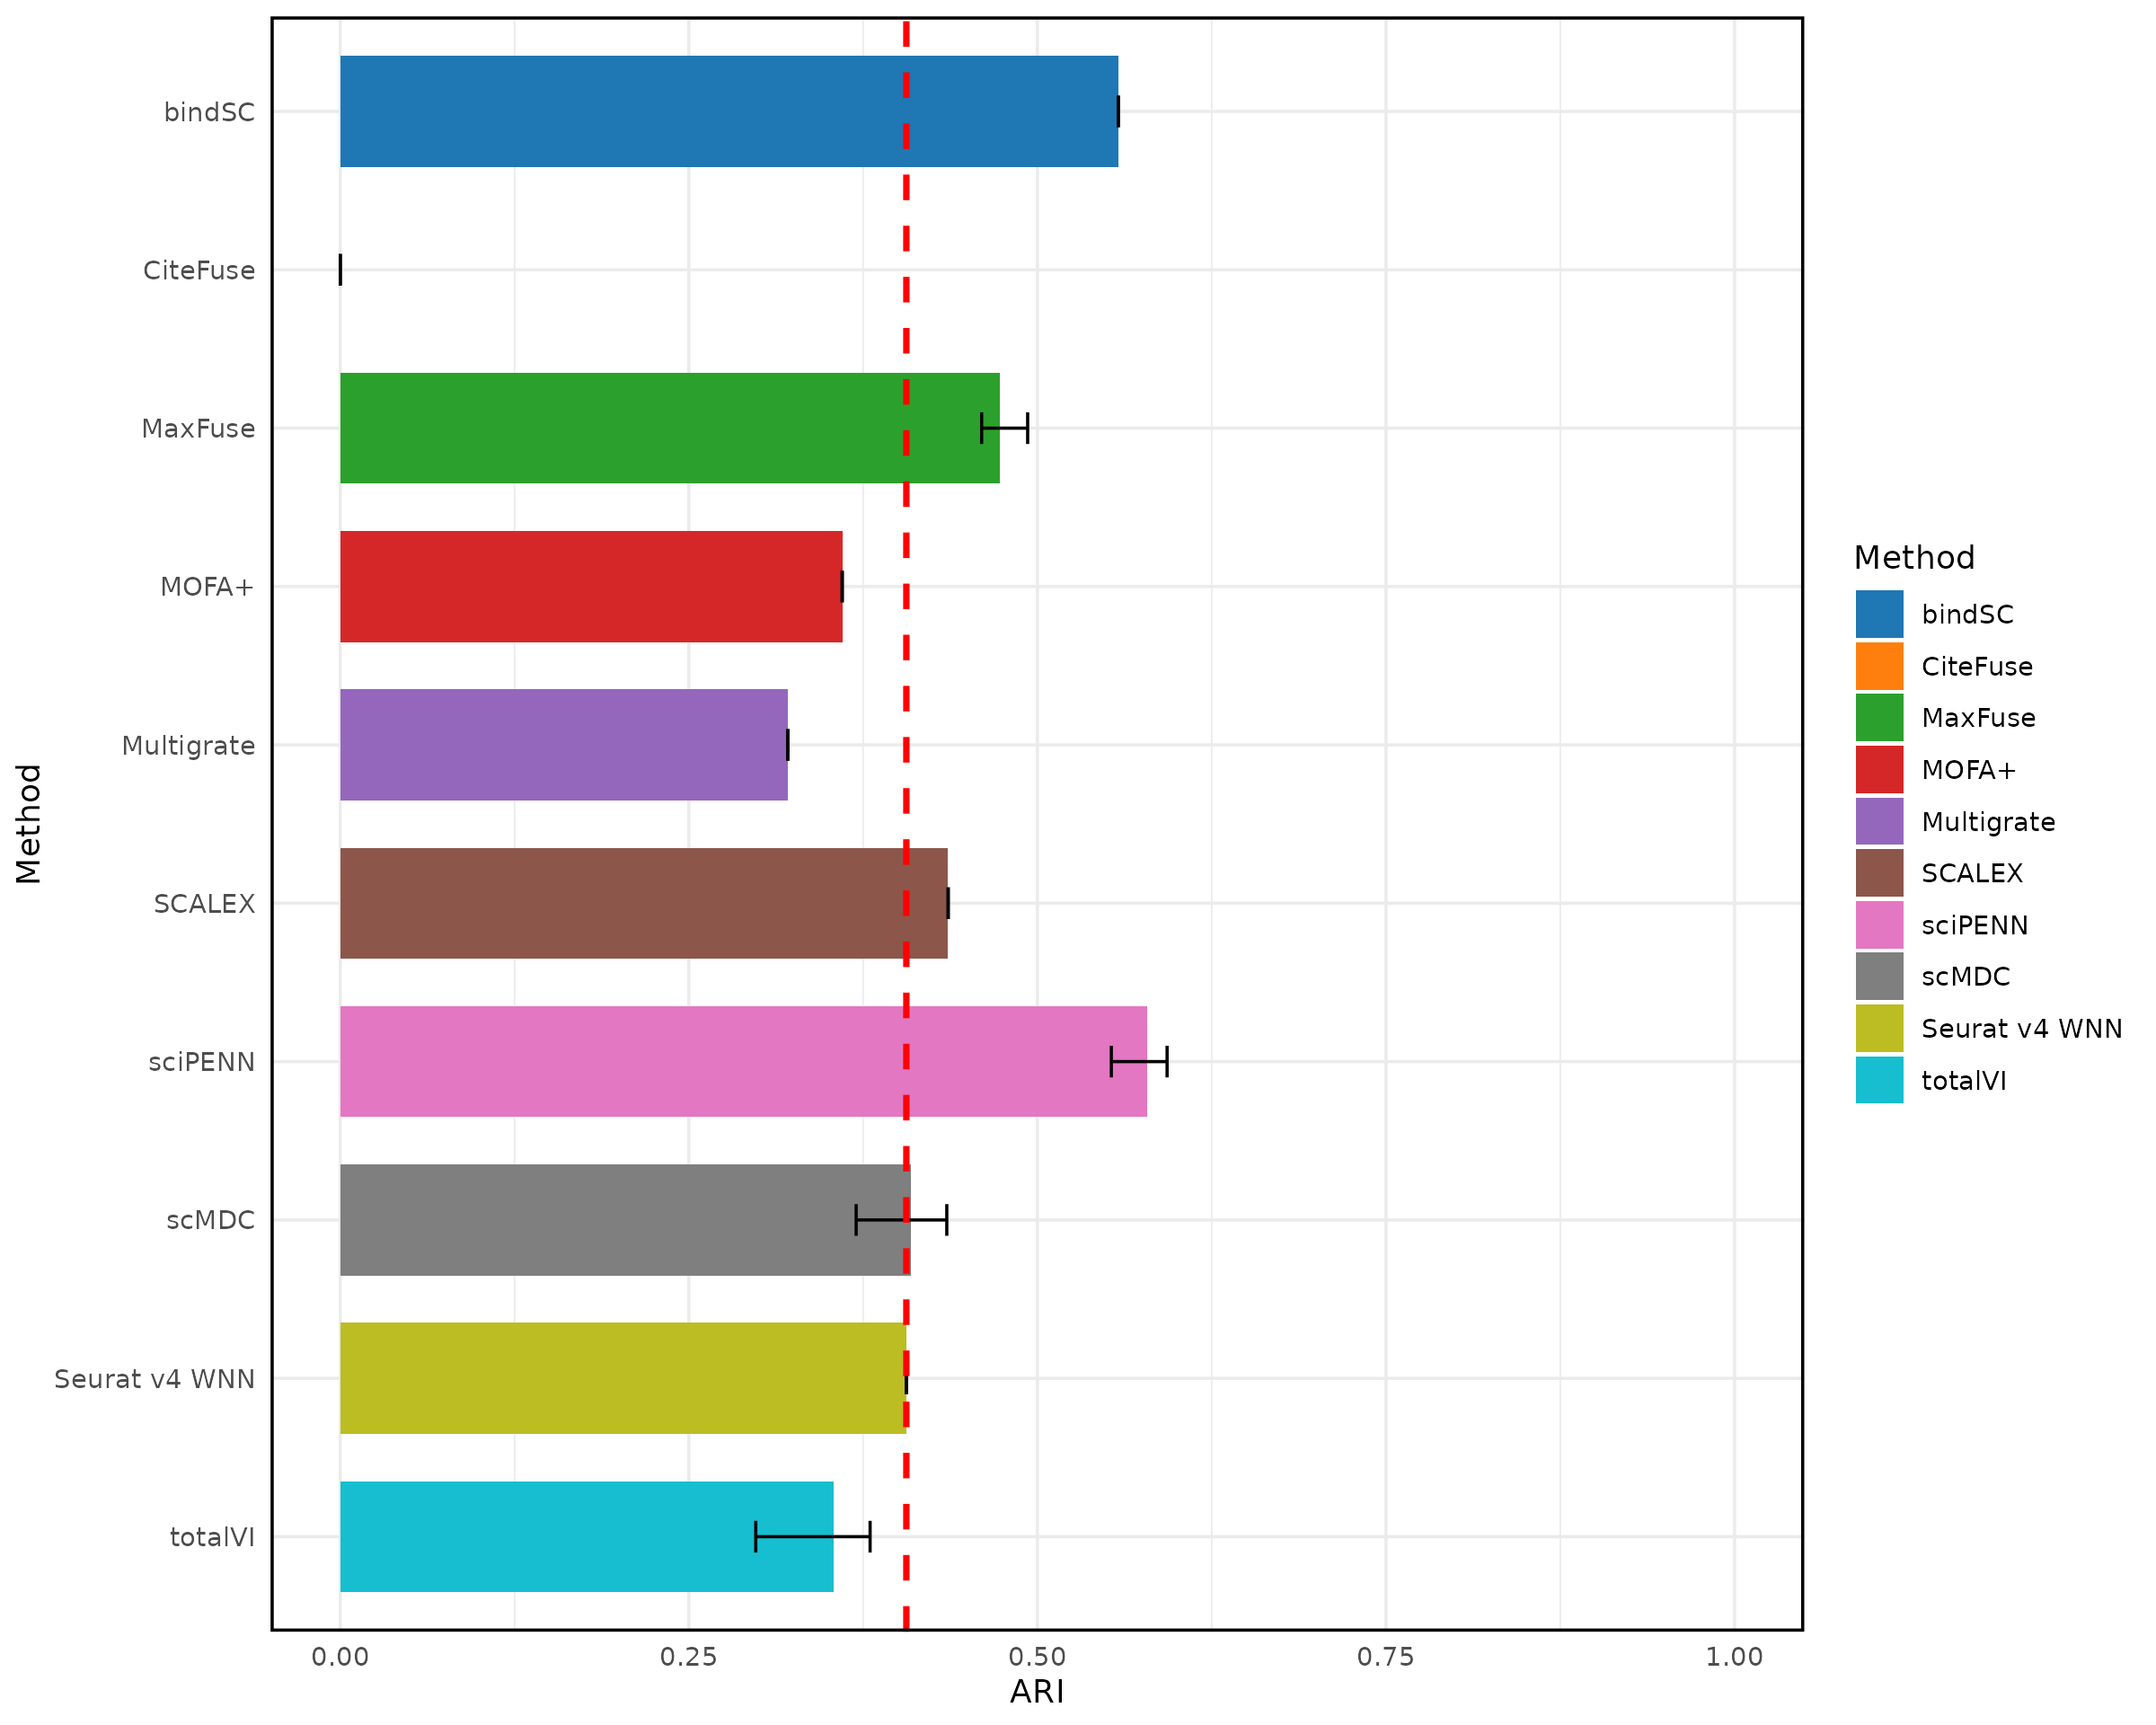 bindSC
CiteFuse
MaxFuse
MOFA+
Multigrate
SCALEX
sciPENN
scMDC
Seurat v4 WNN
totalVI
Method
0.00 0.25 0.50 0.75 1.00
ARI
Method
bindSC
CiteFuse
MaxFuse
MOFA+
Multigrate
SCALEX
sciPENN
scMDC
Seurat v4 WNN
totalVI